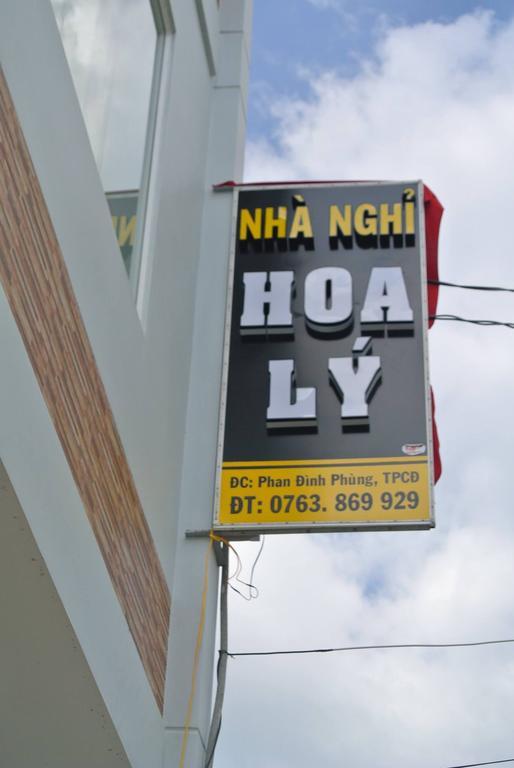 NHÀ NGHỈ
HOA
LÝ
ĐC: Phan Đình Phùng, TPCĐ
ĐT: 0763. 869 929